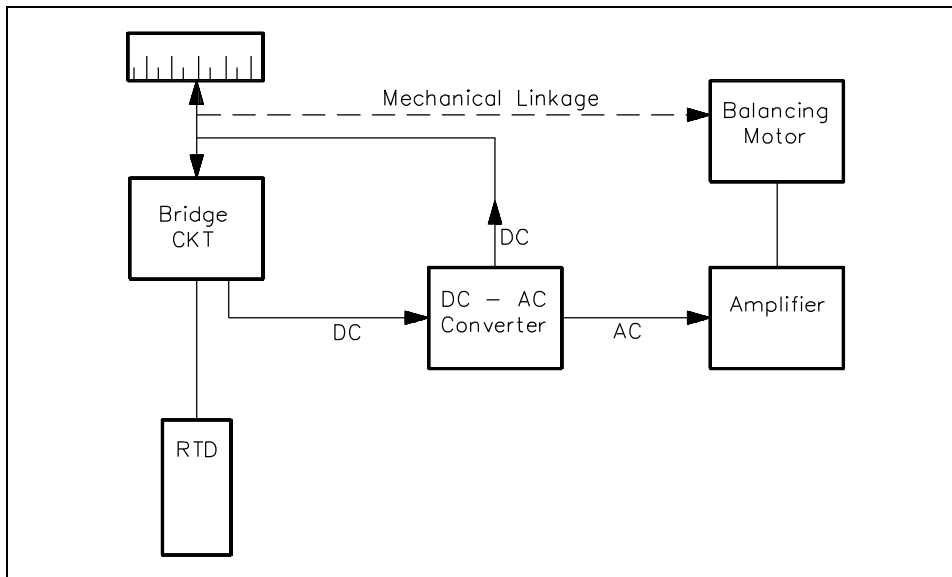 Mechanical Linkage
Balancing
Motor
Bridge
CKT
DC
DC
DC – AC
Converter
AC
Amplifier
RTD